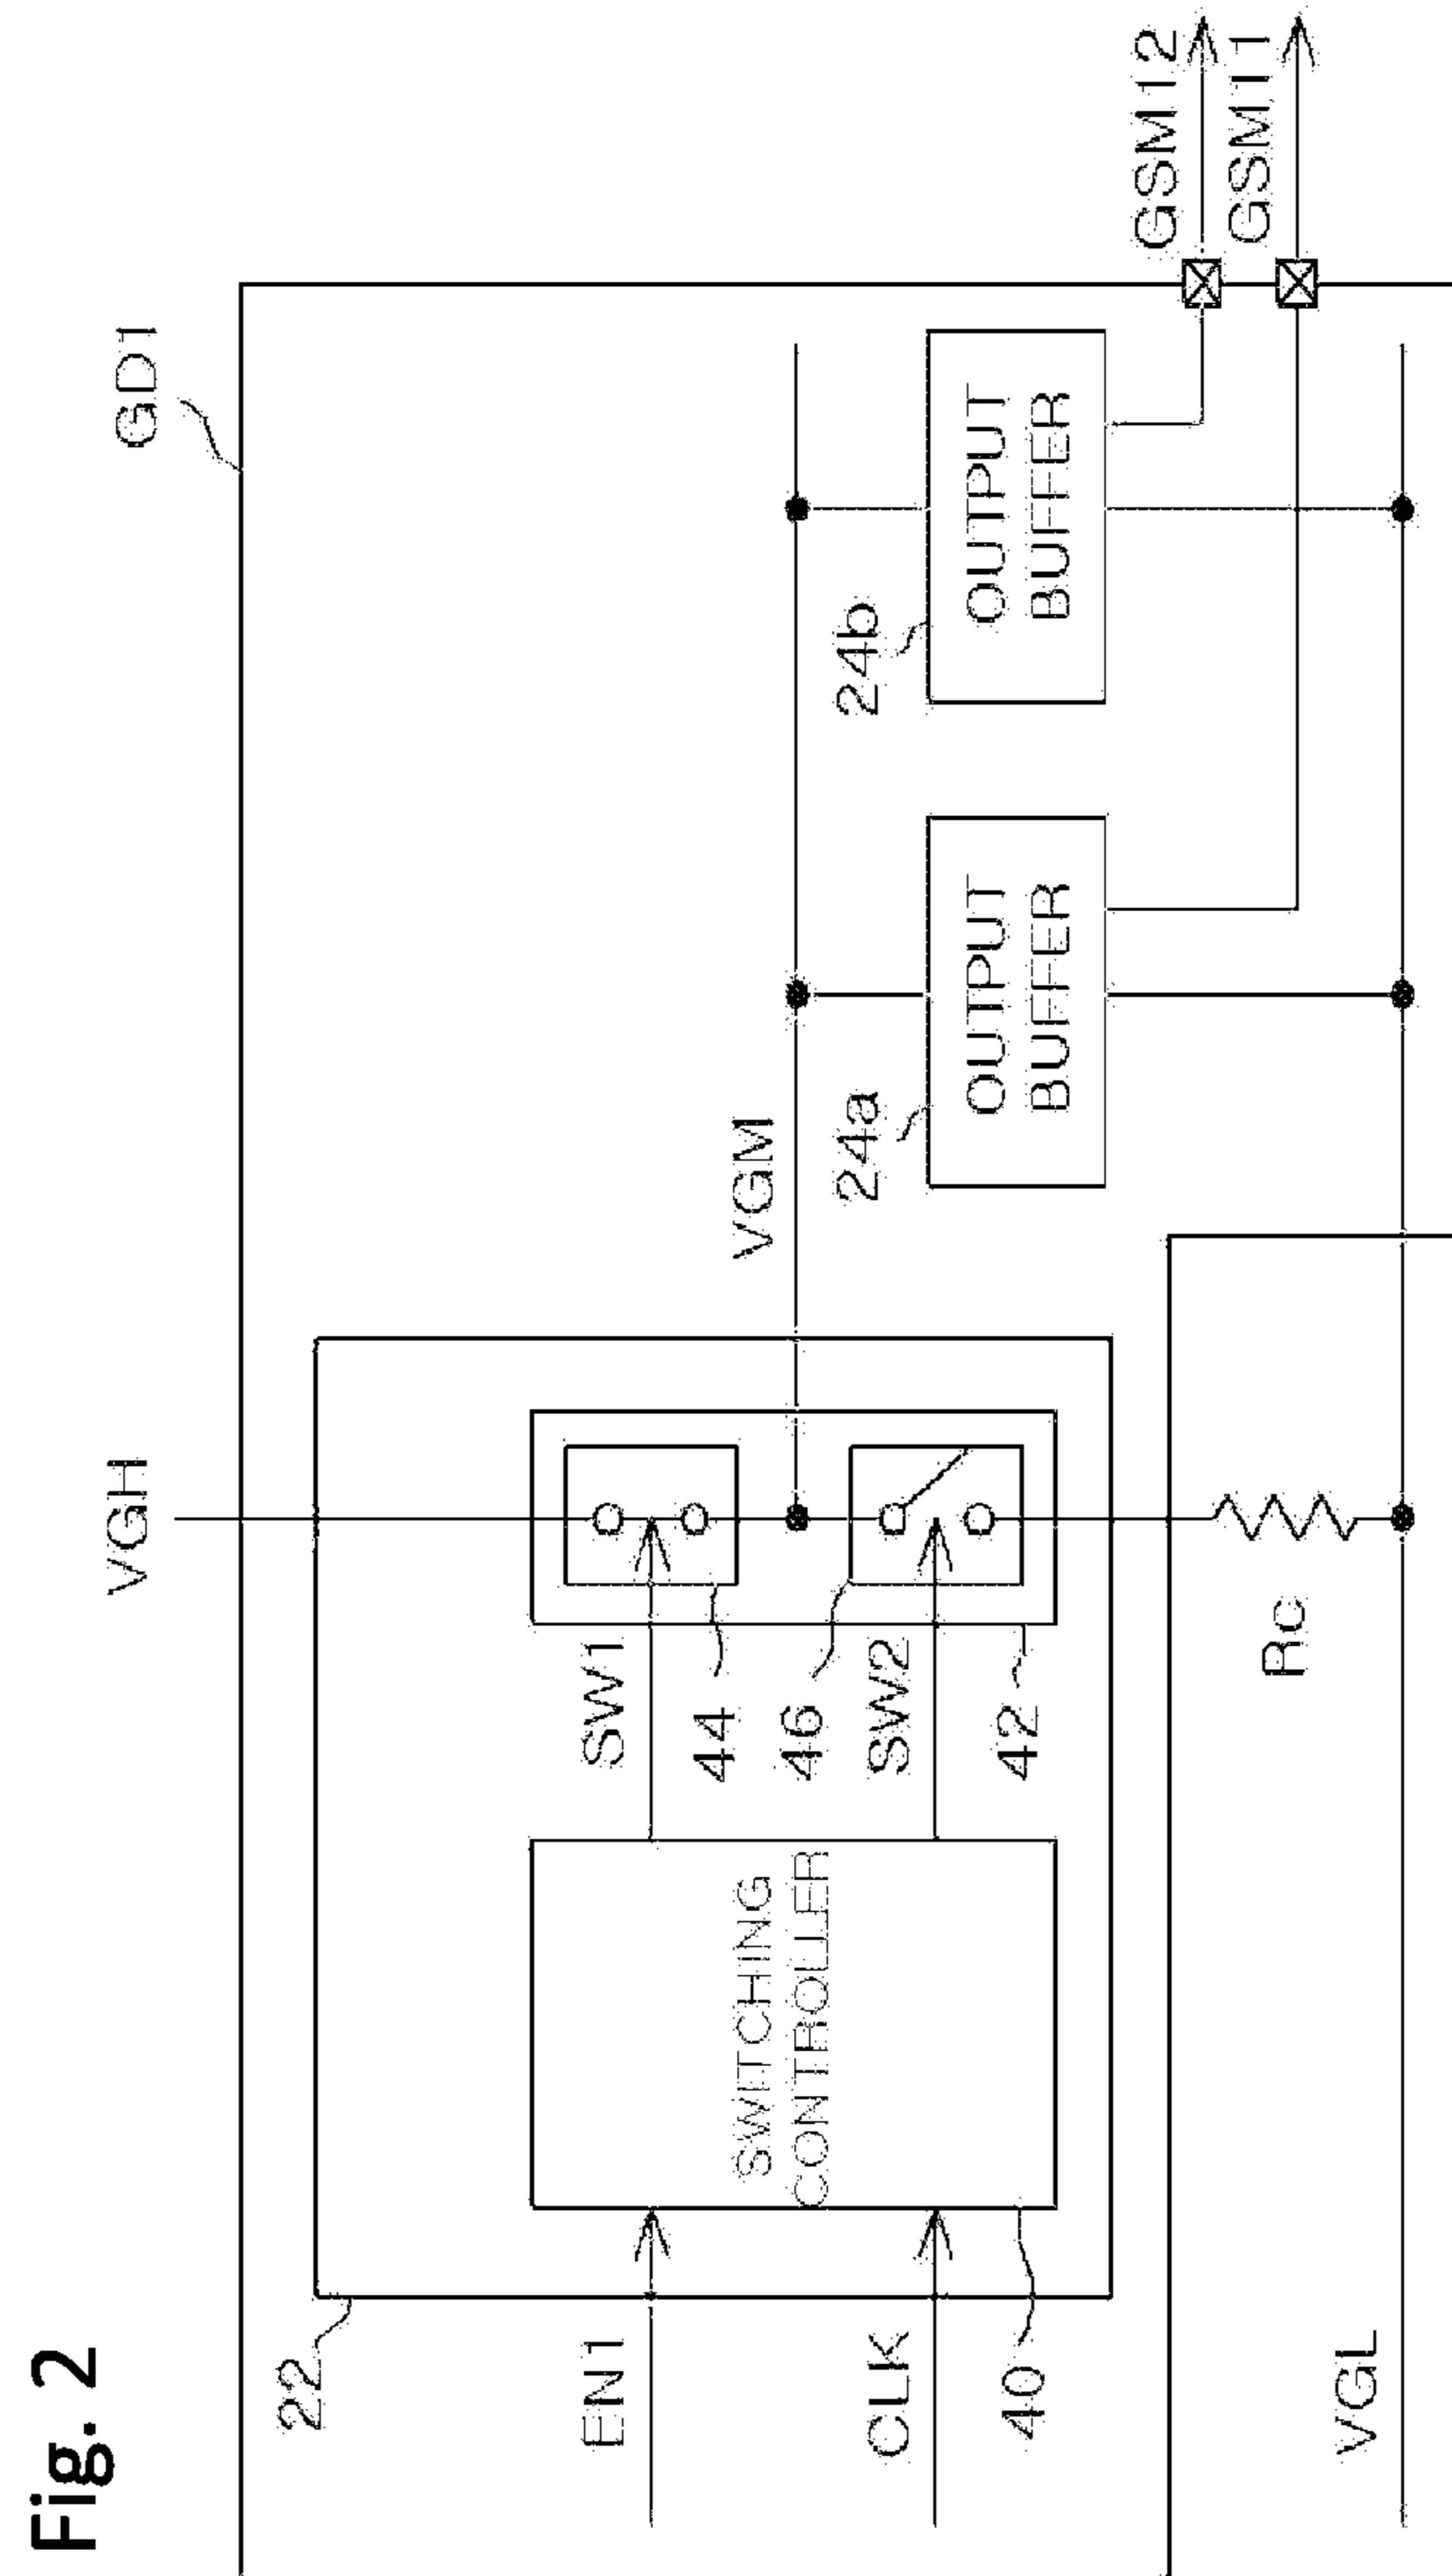 Fig. 2
VGH
GD1
22
EN1
CLK
40
SWITCHING
CONTROLLER
SW1
44
46
SW2
42
VGM
24a
OUTPUT
BUFFER
24b
OUTPUT
BUFFER
GSM12
GSM11
Rc
VGL